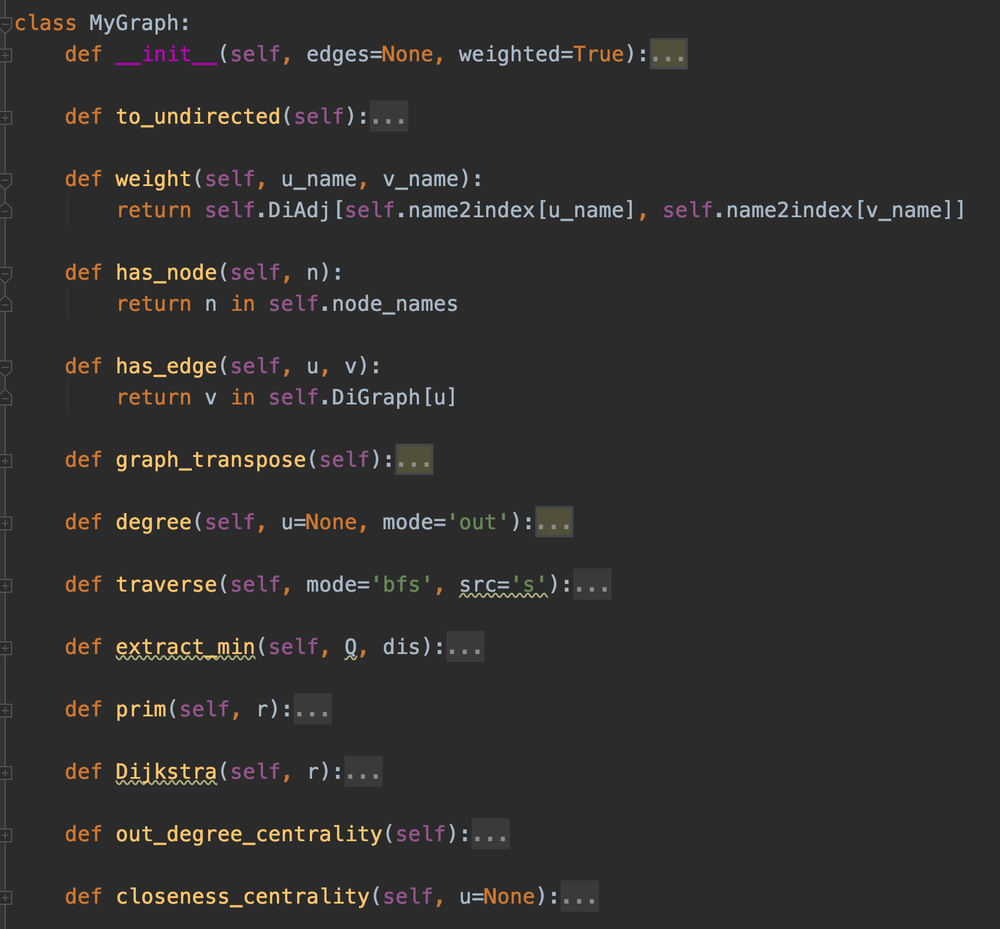 class MyGraph:
    def __init__(self, edges=None, weighted=True):...
    def to_undirected(self):...
    def weight(self, u_name, v_name):
        return self.DiAdj[self.name2index[u_name], self.name2index[v_name]]
    def has_node(self, n):
        return n in self.node_names
    def has_edge(self, u, v):
        return v in self.DiGraph[u]
    def graph_transpose(self):...
    def degree(self, u=None, mode='out'):...
    def traverse(self, mode='bfs', src='s'):...
    def extract_min(self, Q, dis):...
    def prim(self, r):...
    def Dijkstra(self, r):...
    def out_degree_centrality(self):...
    def closeness_centrality(self, u=None):...